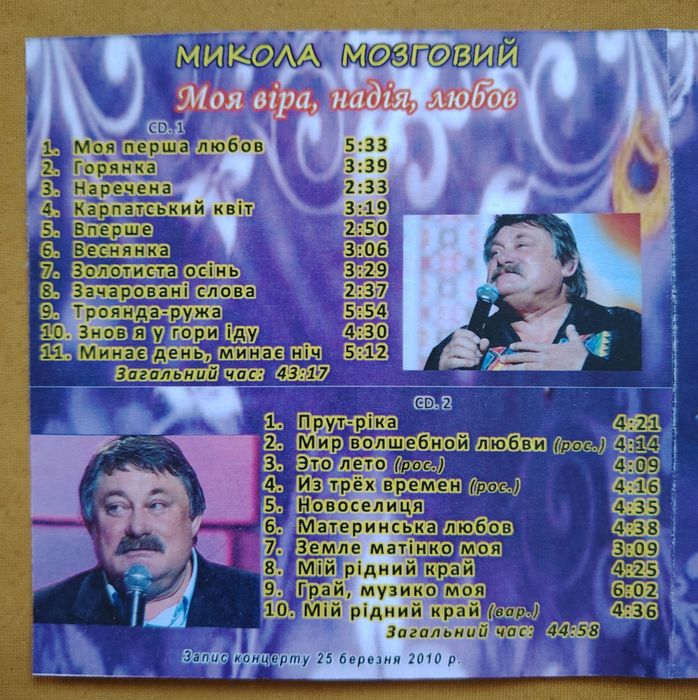 МИКОЛА МОЗГОВИЙ
Моя віра, надія, любов
CD. 1
1. Моя перша любов 5:33
2. Горянка 3:39
3. Наречена 2:33
4. Карпатський квіт 3:19
5. Вперше 2:50
6. Веснянка 3:06
7. Золотиста осінь 3:29
8. Зачаровані слова 2:37
9. Троянда-ружа 5:54
10. Знов я у гори іду 4:30
11. Минає день, минає ніч 5:12
Загальний час: 43:17
CD. 2
1. Прут-ріка 4:21
2. Мир волшебной любви (рос.) 4:14
3. Это лето (рос.) 4:09
4. Из трёх времен (рос.) 4:16
5. Новоселиця 4:35
6. Материнська любов 4:38
7. Земле матінко моя 3:09
8. Мій рідний край 4:25
9. Грай, музико моя 6:02
10. Мій рідний край (вар.) 4:36
Загальний час: 44:58
Запис концерту 25 березня 2010 р.